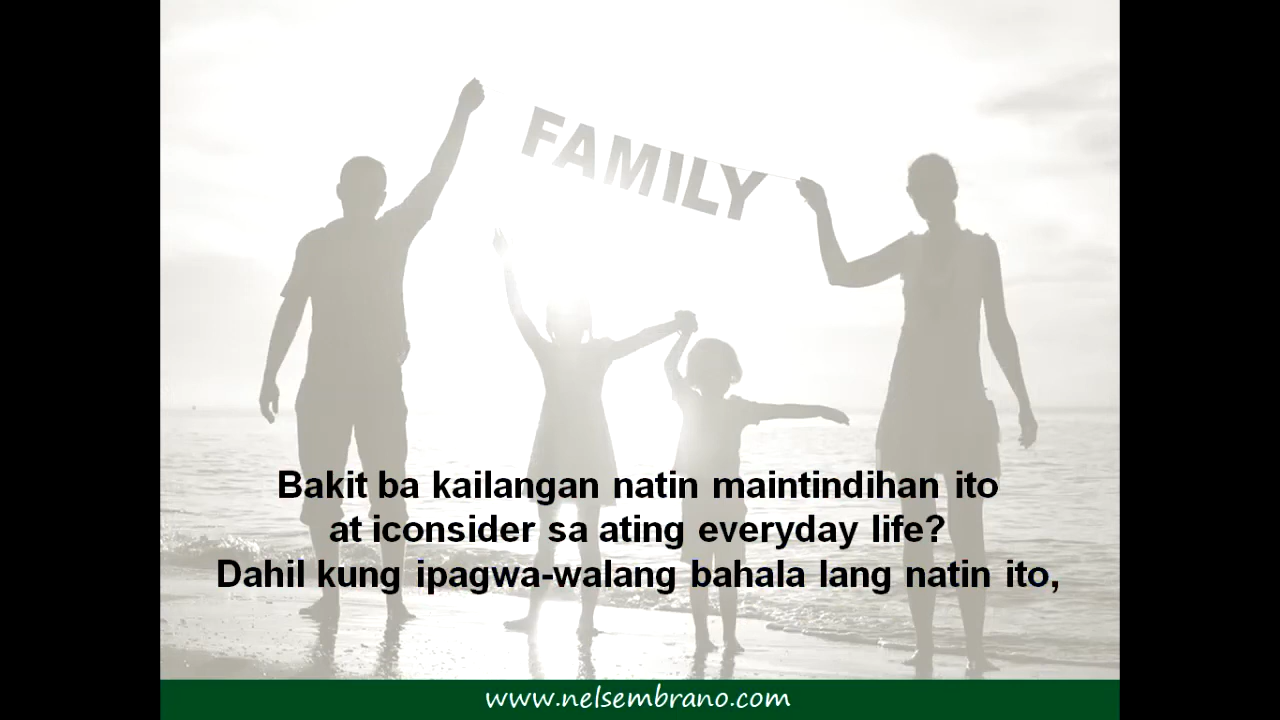 FAMILY
Bakit ba kailangan natin maintindihan ito
at iconsider sa ating everyday life?
Dahil kung ipagwa-walang bahala lang natin ito,
www.nelsembrano.com